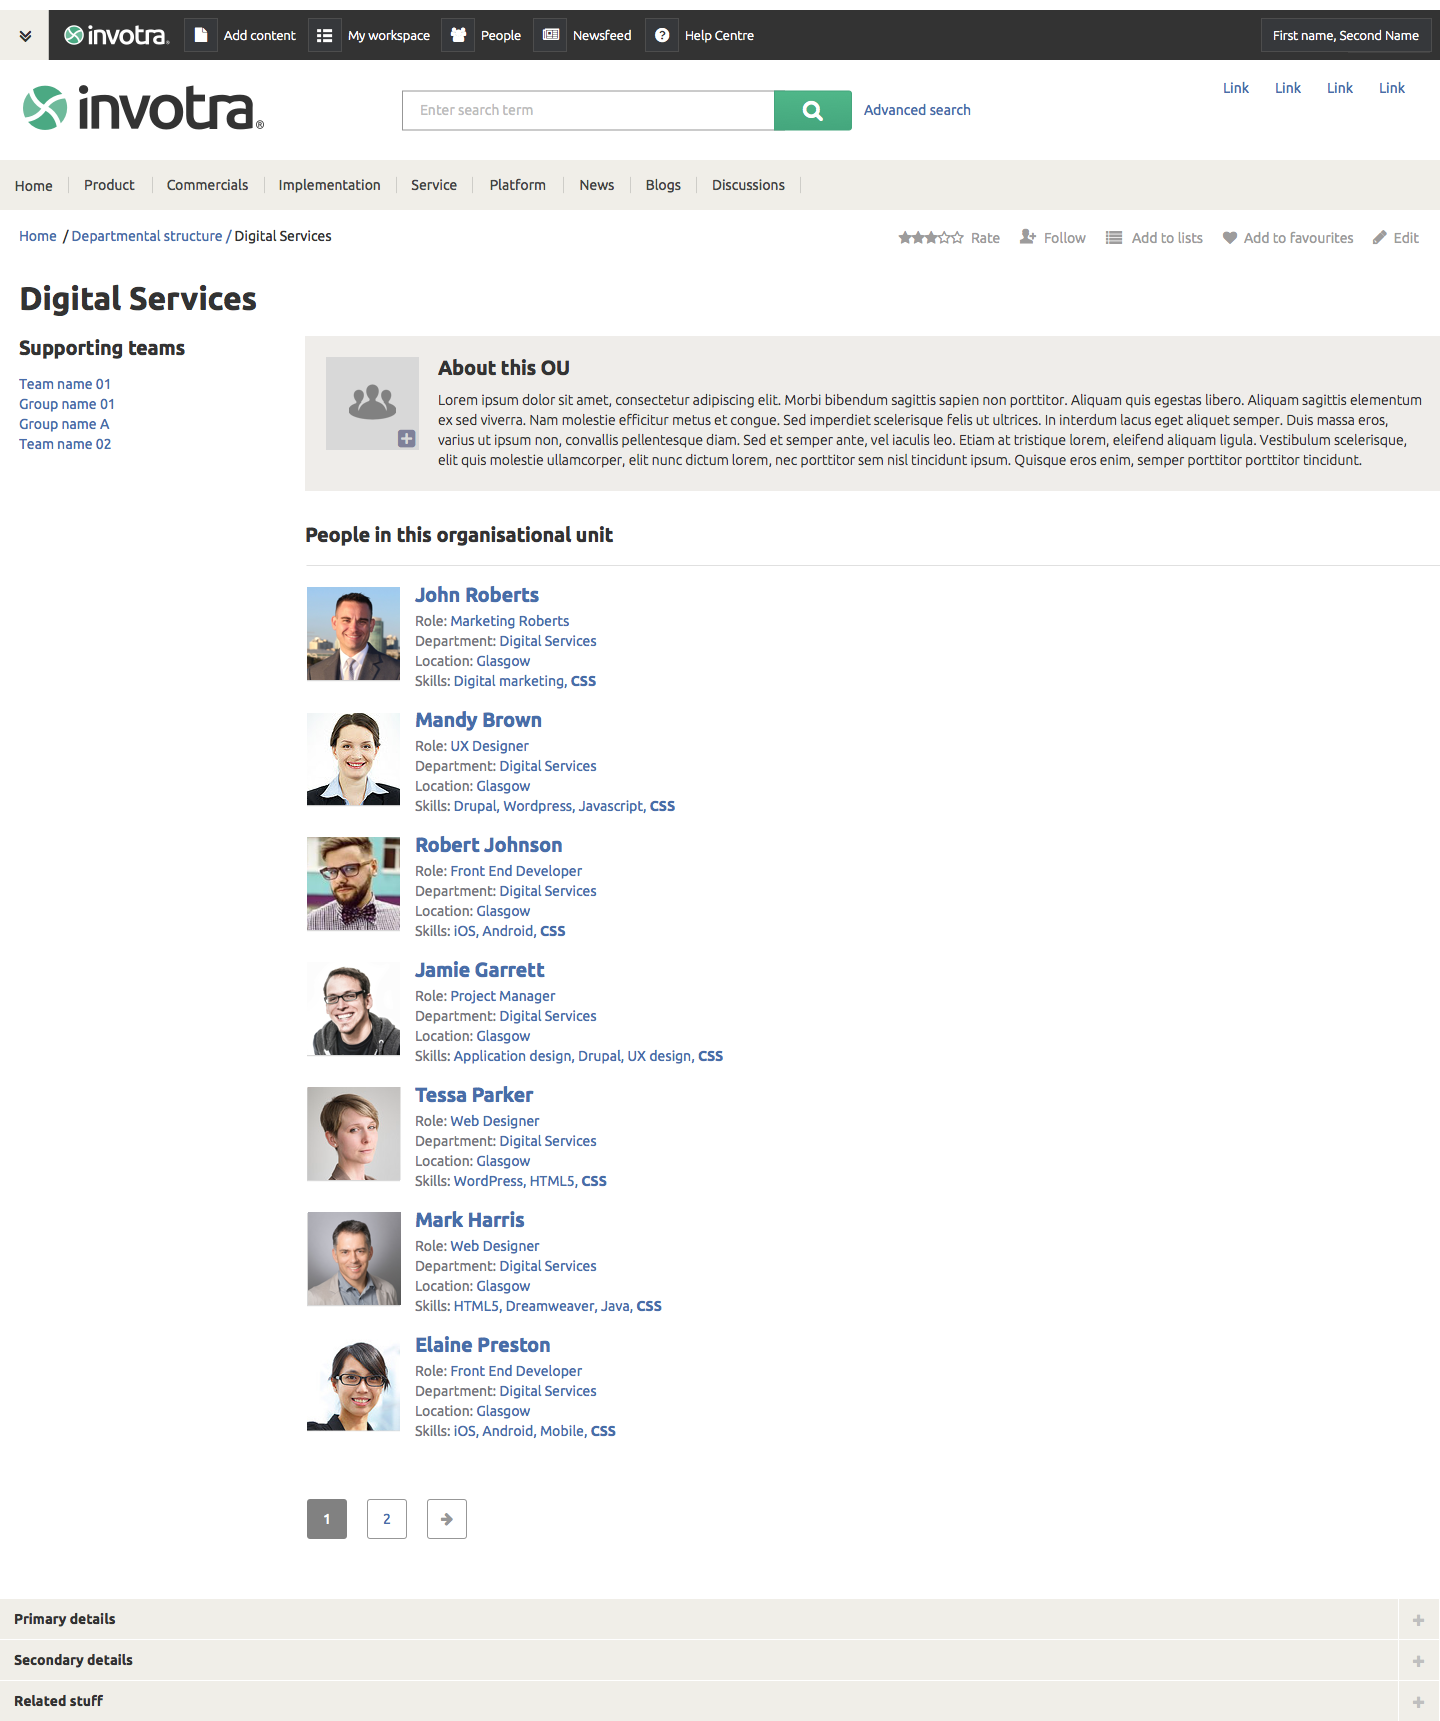 invotra® Add content My workspace People Newsfeed Help Centre First name, Second Name
invotra®
Enter search term Advanced search
Link Link Link Link
Home Product Commercials Implementation Service Platform News Blogs Discussions
Home / Departmental structure / Digital Services
Rate Follow Add to lists Add to favourites Edit
Digital Services
Supporting teams
Team name 01
Group name 01
Group name A
Team name 02
About this OU
Lorem ipsum dolor sit amet, consectetur adipiscing elit. Morbi bibendum sagittis sapien non porttitor. Aliquam quis egestas libero. Aliquam sagittis elementum
ex sed viverra. Nam molestie efficitur metus et congue. Sed imperdiet scelerisque felis ut ultrices. In interdum lacus eget aliquet semper. Duis massa eros,
varius ut ipsum non, convallis pellentesque diam. Sed et semper ante, vel iaculis leo. Etiam at tristique lorem, eleifend aliquam ligula. Vestibulum scelerisque,
elit quis molestie ullamcorper, elit nunc dictum lorem, nec porttitor sem nisl tincidunt ipsum. Quisque eros enim, semper porttitor porttitor tincidunt.
People in this organisational unit
John Roberts
Role: Marketing Roberts
Department: Digital Services
Location: Glasgow
Skills: Digital marketing, CSS
Mandy Brown
Role: UX Designer
Department: Digital Services
Location: Glasgow
Skills: Drupal, Wordpress, Javascript, CSS
Robert Johnson
Role: Front End Developer
Department: Digital Services
Location: Glasgow
Skills: iOS, Android, CSS
Jamie Garrett
Role: Project Manager
Department: Digital Services
Location: Glasgow
Skills: Application design, Drupal, UX design, CSS
Tessa Parker
Role: Web Designer
Department: Digital Services
Location: Glasgow
Skills: WordPress, HTML5, CSS
Mark Harris
Role: Web Designer
Department: Digital Services
Location: Glasgow
Skills: HTML5, Dreamweaver, Java, CSS
Elaine Preston
Role: Front End Developer
Department: Digital Services
Location: Glasgow
Skills: iOS, Android, Mobile, CSS
1 2
Primary details
Secondary details
Related stuff